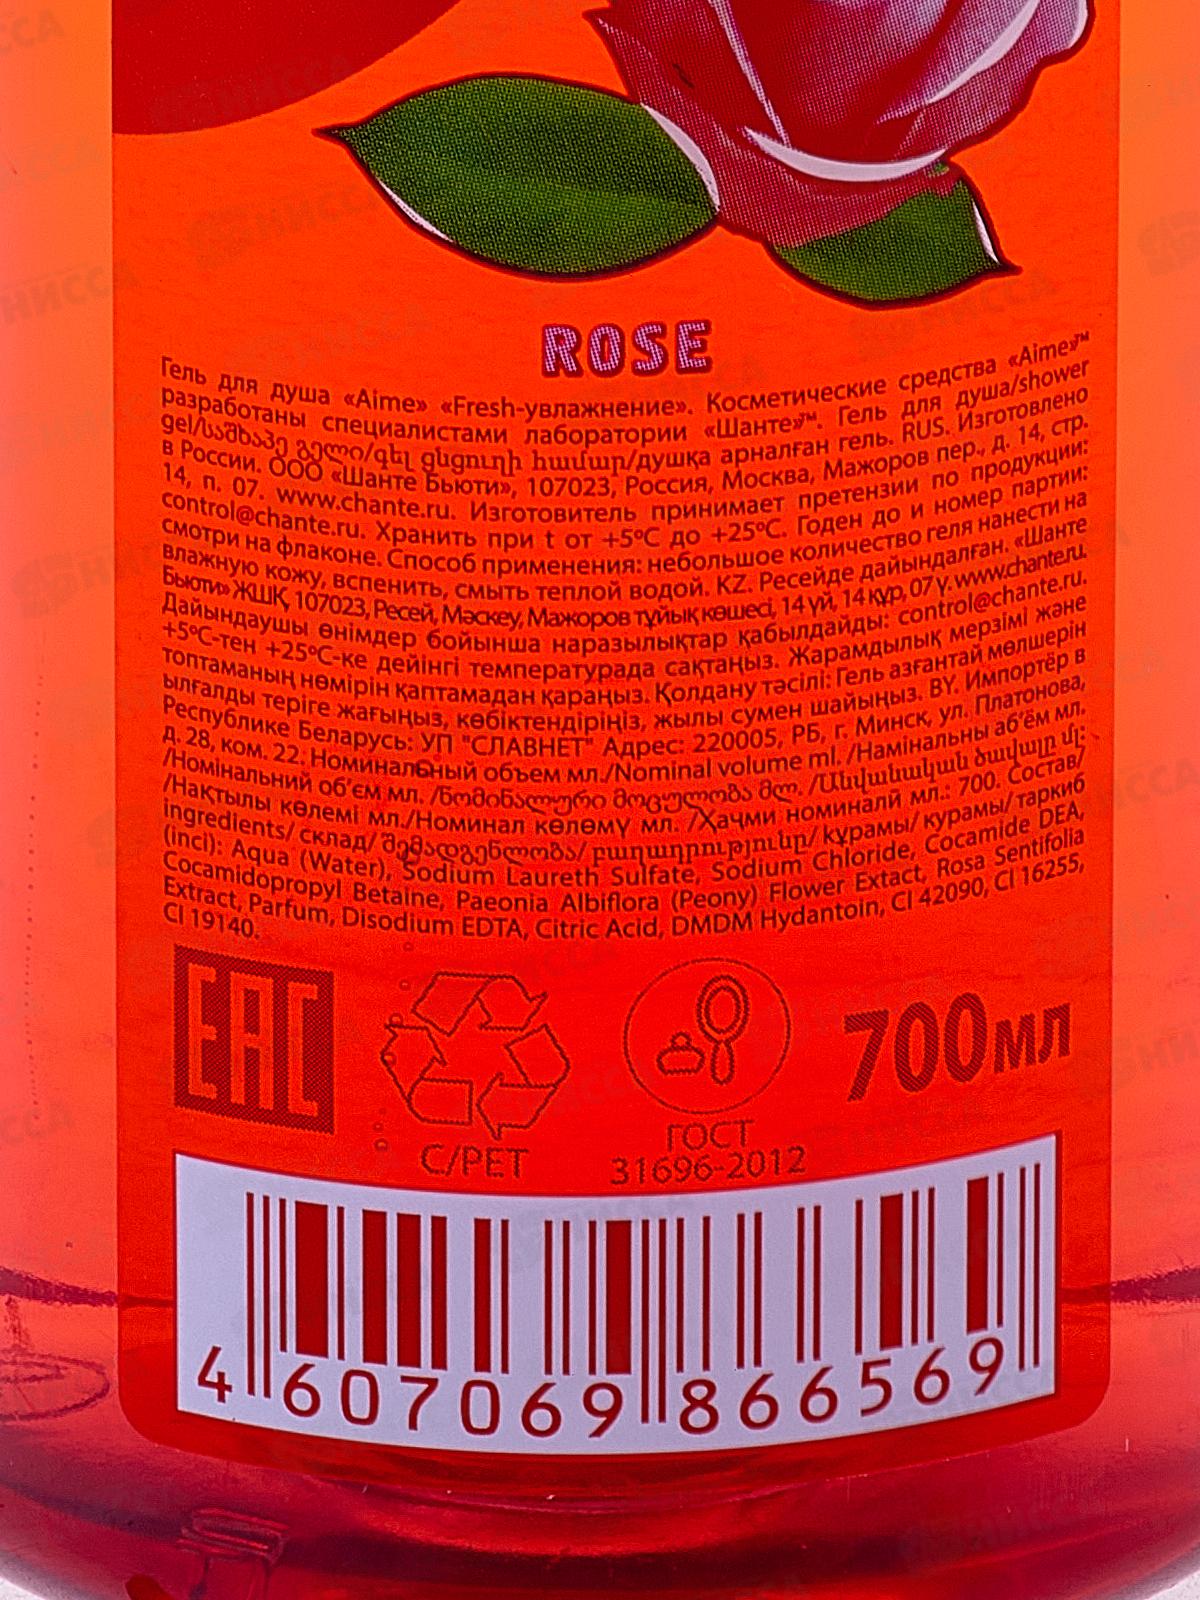 ROSE
Гель для душа «Aime» «Fresh-увлажнение». Косметические средства «Aime»™
разработаны специалистами лаборатории «Шанте»™. Гель для душа/shower
gel/საშხაპე გელი/գել ցնցուղի համար/душқа арналған гель. RUS. Изготовлено
в России. ООО «Шанте Бьюти», 107023, Россия, Москва, Мажоров пер., д. 14, стр.
14, п. 07. www.chante.ru. Изготовитель принимает претензии по продукции:
control@chante.ru. Хранить при t от +5ºС до +25ºС. Годен до и номер партии:
смотри на флаконе. Способ применения: небольшое количество геля нанести на
влажную кожу, вспенить, смыть теплой водой. KZ. Ресейде дайындалған. «Шанте
Бьюти» ЖШҚ, 107023, Ресей, Мәскеу, Мажоров тұйық көшесі, 14 үй, 14 құр, 07 ү. www.chante.ru.
Дайындаушы өнімдер бойынша наразылықтар қабылдайды: control@chante.ru.
+5ºС-тен +25ºС-ке дейінгі температурада сақтаңыз. Жарамдылық мерзімі және
топтаманың нөмірін қаптамадан қараңыз. Қолдану тәсілі: Гель азғантай мөлшерін
ылғалды теріге жағыңыз, көбіктендіріңіз, жылы сумен шайыңыз. BY. Импортёр в
Республике Беларусь: УП "СЛАВНЕТ" Адрес: 220005, РБ, г. Минск, ул. Платонова,
д. 28, ком. 22. Номинальный объем мл./Nominal volume ml. /Намінальны аб'ём мл.
/Номінальний об'єм мл. /ნომინალური მოცულობა მლ. /Անվանական ծավալը մլ:
/Нақтылы көлемі мл./Номинал көлөмү мл. /Ҳаҷми номиналӣ мл.: 700. Состав/
ingredients/ склад/ შემადგენლობა/ բաղադրությունը/ құрамы/ курамы/ таркиб
(inci): Aqua (Water), Sodium Laureth Sulfate, Sodium Chloride, Cocamide DEA,
Cocamidopropyl Betaine, Paeonia Albiflora (Peony) Flower Extact, Rosa Sentifolia
Extract, Parfum, Disodium EDTA, Citric Acid, DMDM Hydantoin, CI 42090, CI 16255,
CI 19140.
ЕАС
C/PET
ГОСТ
31696-2012
700мл
4 607069 866569